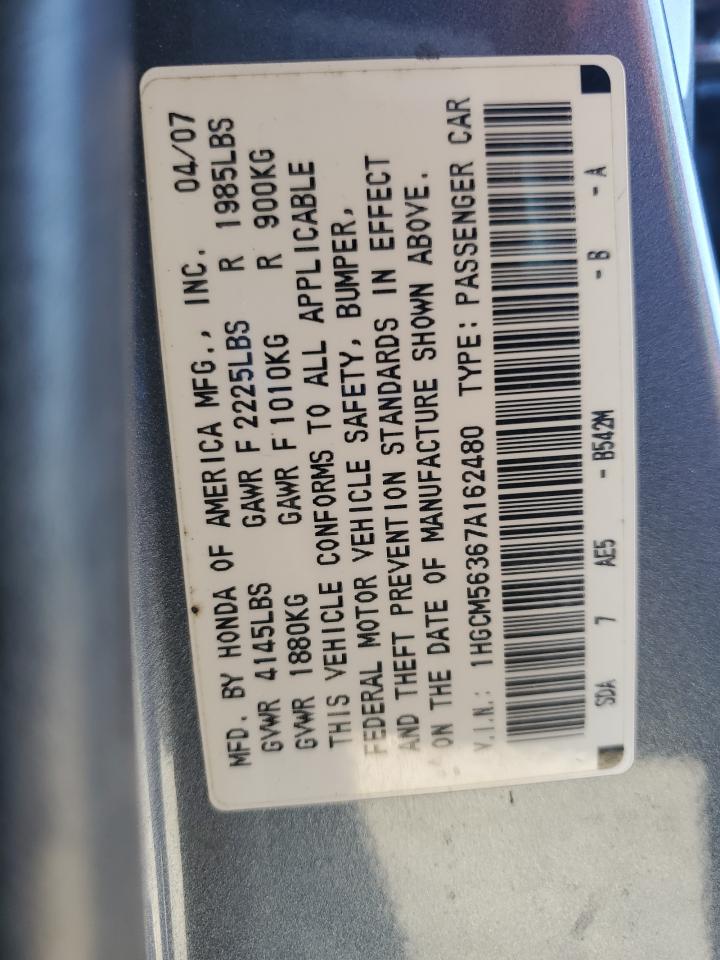 MFD. BY HONDA OF AMERICA MFG., INC. 04/07
GVWR 4145LBS GAWR F 2225LBS R 1985LBS
GVWR 1880KG GAWR F 1010KG R 900KG
THIS VEHICLE CONFORMS TO ALL APPLICABLE
FEDERAL MOTOR VEHICLE SAFETY, BUMPER,
AND THEFT PREVENTION STANDARDS IN EFFECT
ON THE DATE OF MANUFACTURE SHOWN ABOVE.
V.I.N.: 1HGCM56367A162480 TYPE: PASSENGER CAR
SDA 7 AE5 - B542M - B - A